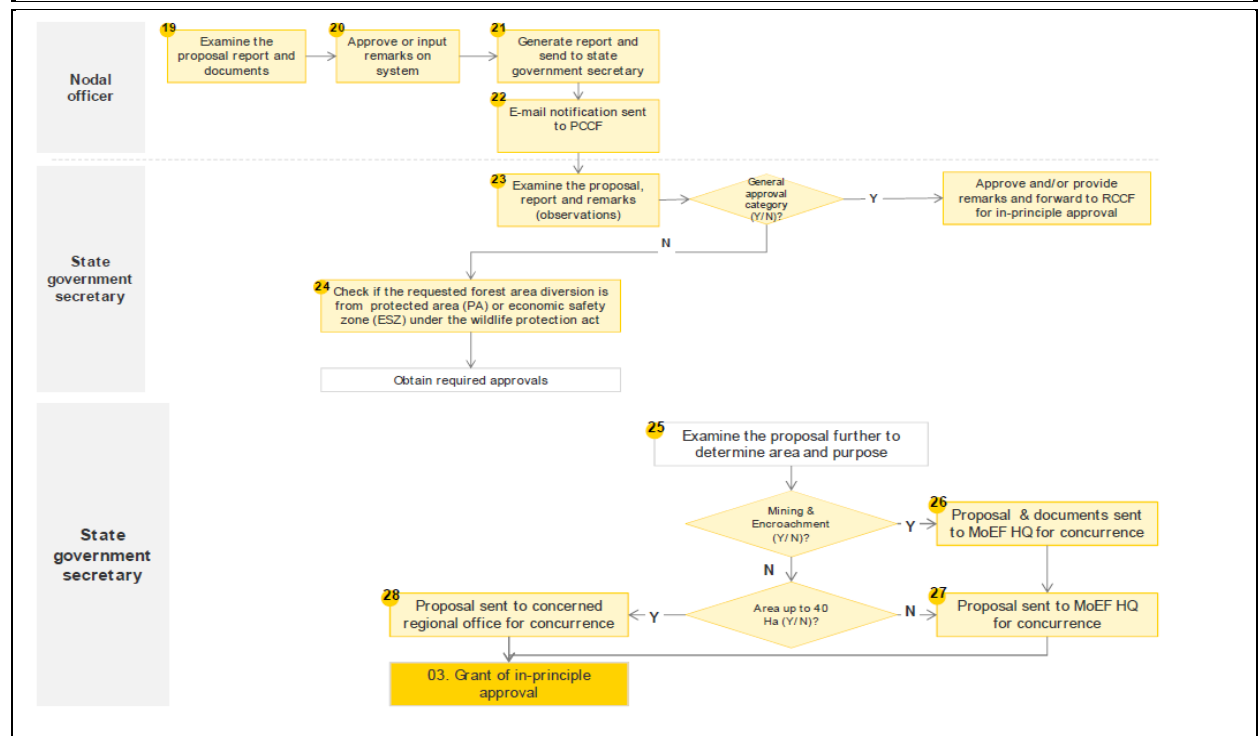 19
Examine the
proposal report and
documents
20
Approve or input
remarks on
system
21
Generate report and
send to state
government secretary
Nodal
officer
22
E-mail notification sent
to PCCF
23
Examine the proposal,
report and remarks
(observations)
General
approval
category
(Y/N)?
Y
Approve and/or provide
remarks and forward to RCCF
for in-principle approval
N
State
government
secretary
24
Check if the requested forest area diversion is
from protected area (PA) or economic safety
zone (ESZ) under the wildlife protection act
Obtain required approvals
25
Examine the proposal further to
determine area and purpose
State
government
secretary
Mining &
Encroachment
(Y/N)?
Y
26
Proposal & documents sent
to MoEF HQ for concurrence
N
28
Proposal sent to concerned
regional office for concurrence
Y
Area up to 40
Ha (Y/N)?
N
27
Proposal sent to MoEF HQ
for concurrence
03. Grant of in-principle
approval